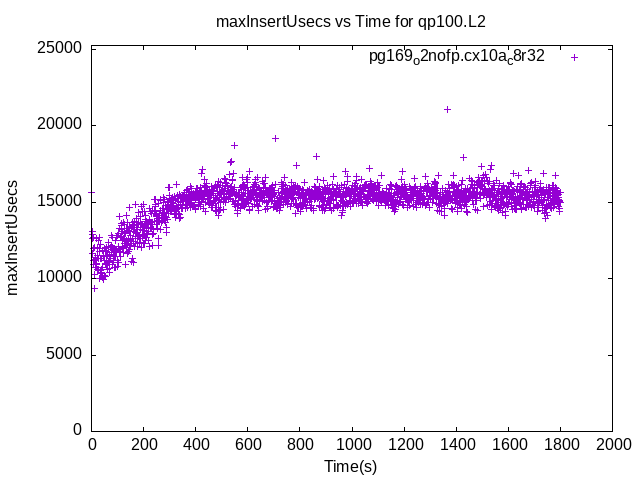 maxInsertUsecs vs Time for qp100.L2
pg169o2nofp.cx10ac8r32
25000
20000
15000
10000
5000
0
maxInsertUsecs
0 200 400 600 800 1000 1200 1400 1600 1800 2000
Time(s)